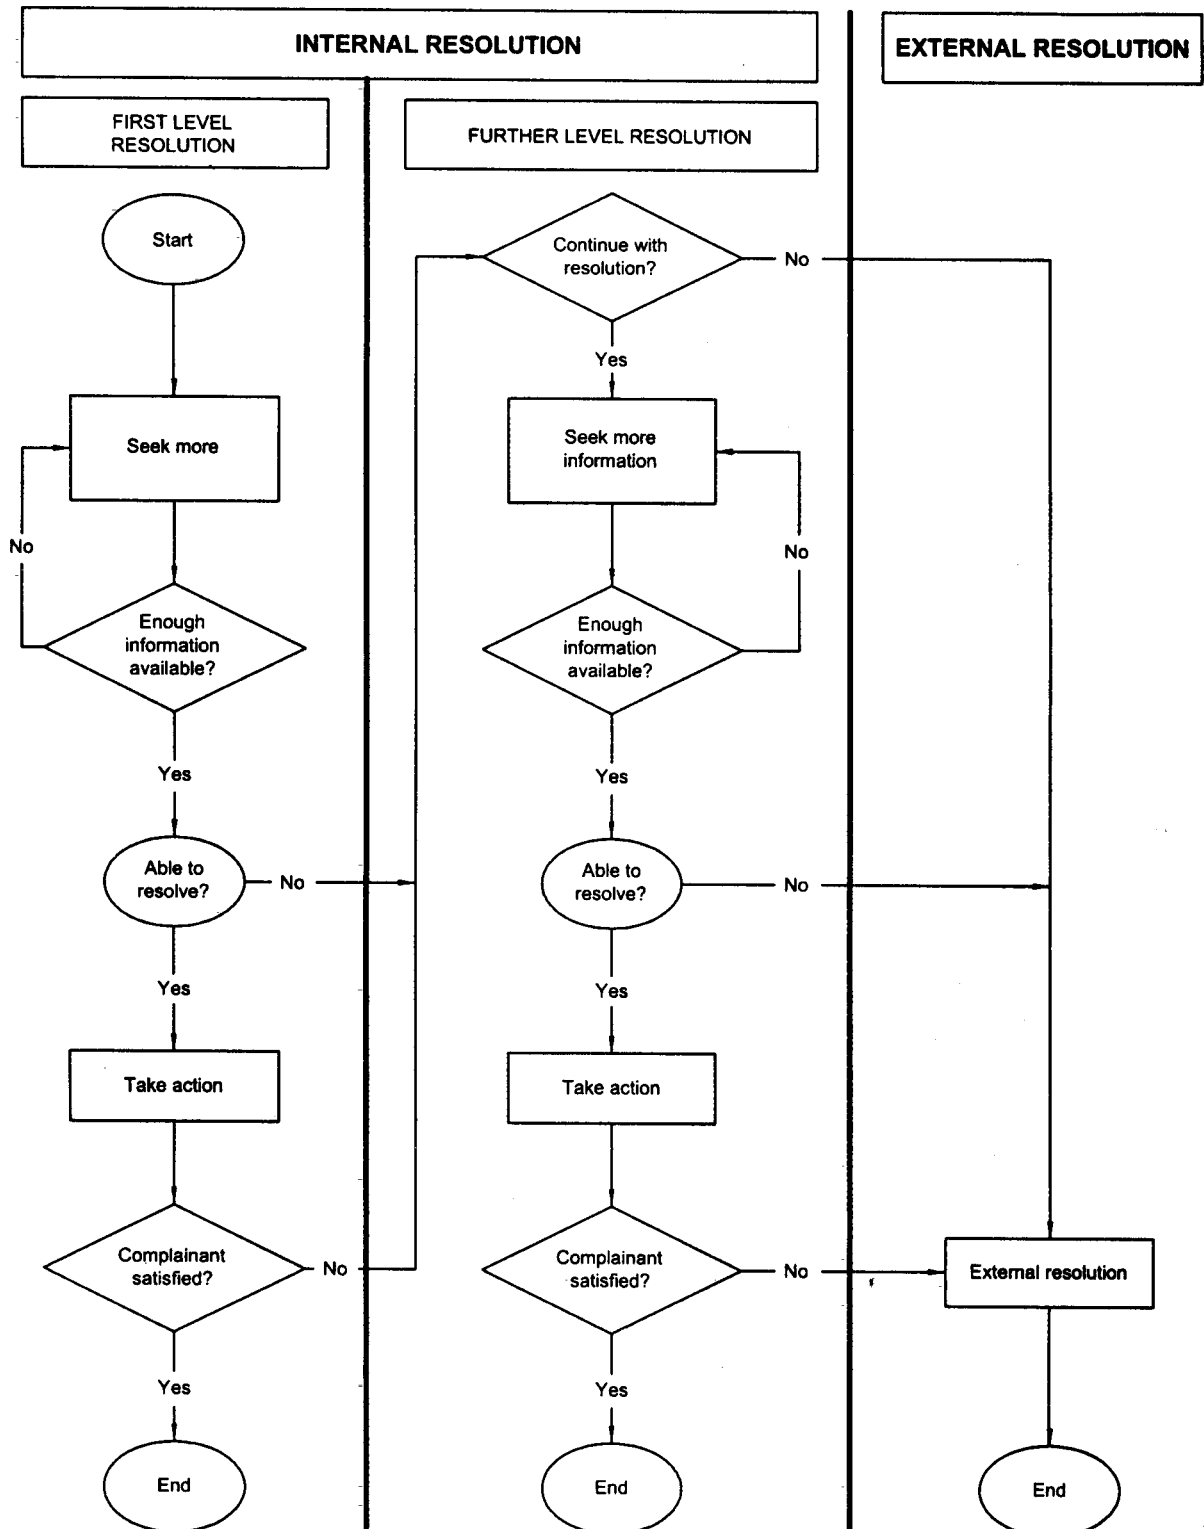 INTERNAL RESOLUTION
EXTERNAL RESOLUTION
FIRST LEVEL
RESOLUTION
FURTHER LEVEL RESOLUTION
Start
Seek more
No
Enough
information
available?
Yes
Able to
resolve?
No
Yes
Take action
Complainant
satisfied?
No
Yes
End
Continue with
resolution?
No
Yes
Seek more
information
No
Enough
information
available?
Yes
Able to
resolve?
No
Yes
Take action
Complainant
satisfied?
No
Yes
End
External resolution
End